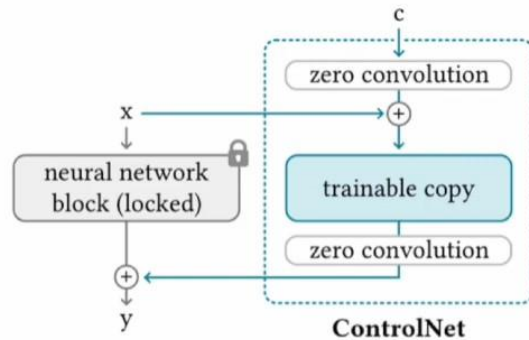 c
zero convolution
x
+
neural network
block (locked)
trainable copy
zero convolution
+
y
ControlNet